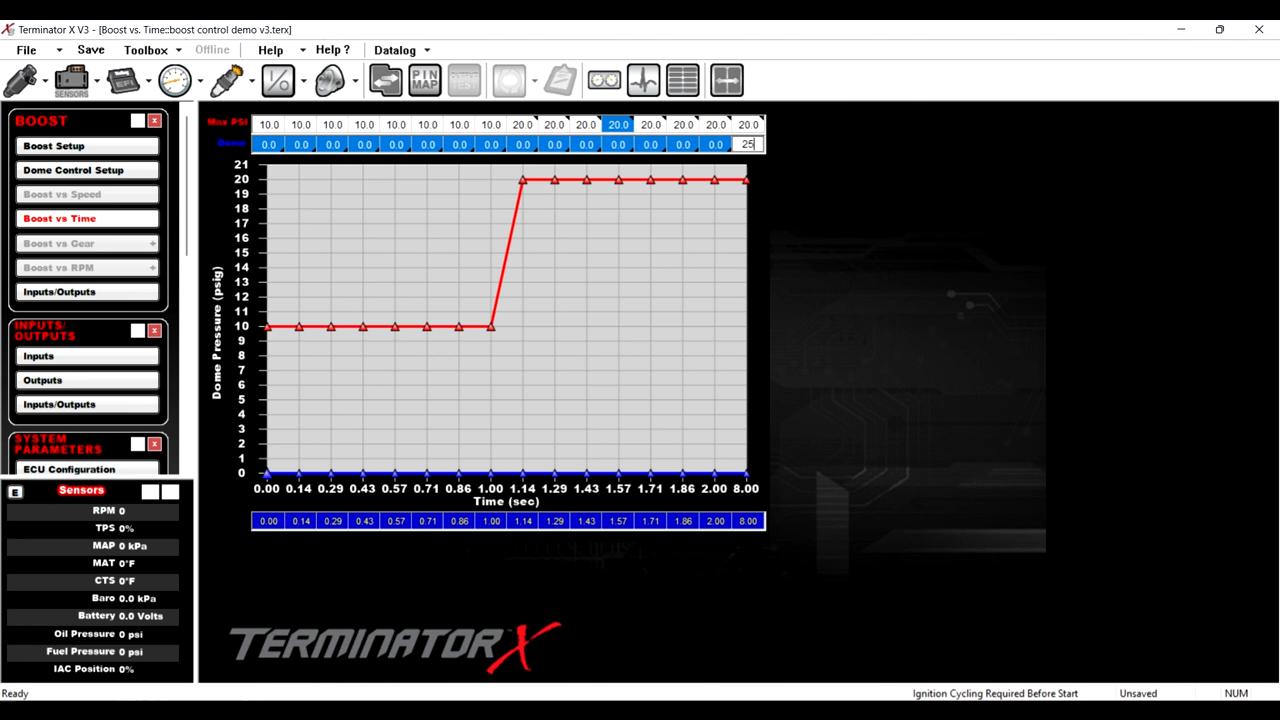 Terminator X V3 - [Boost vs. Time::boost control demo v3.terx]
File Save Toolbox Offline Help Help ? Datalog
SENSORS EFI I/O PIN MAP
BOOST
Boost Setup
Dome Control Setup
Boost vs Speed
Boost vs Time
Boost vs Gear +
Boost vs RPM +
Inputs/Outputs
INPUTS/
OUTPUTS
Inputs
Outputs
Inputs/Outputs
SYSTEM
PARAMETERS
ECU Configuration
E Sensors
RPM 0
TPS 0%
MAP 0 kPa
MAT 0°F
CTS 0°F
Baro 0.0 kPa
Battery 0.0 Volts
Oil Pressure 0 psi
Fuel Pressure 0 psi
IAC Position 0%
Max PSI 10.0 10.0 10.0 10.0 10.0 10.0 10.0 10.0 20.0 20.0 20.0 20.0 20.0 20.0 20.0 20.0
Dome 0.0 0.0 0.0 0.0 0.0 0.0 0.0 0.0 0.0 0.0 0.0 0.0 0.0 0.0 0.0 25
Dome Pressure (psig)
21
20
19
18
17
16
15
14
13
12
11
10
9
8
7
6
5
4
3
2
1
0
0.00 0.14 0.29 0.43 0.57 0.71 0.86 1.00 1.14 1.29 1.43 1.57 1.71 1.86 2.00 8.00
Time (sec)
0.00 0.14 0.29 0.43 0.57 0.71 0.86 1.00 1.14 1.29 1.43 1.57 1.71 1.86 2.00 8.00
TERMINATOR X
Ready Ignition Cycling Required Before Start Unsaved NUM